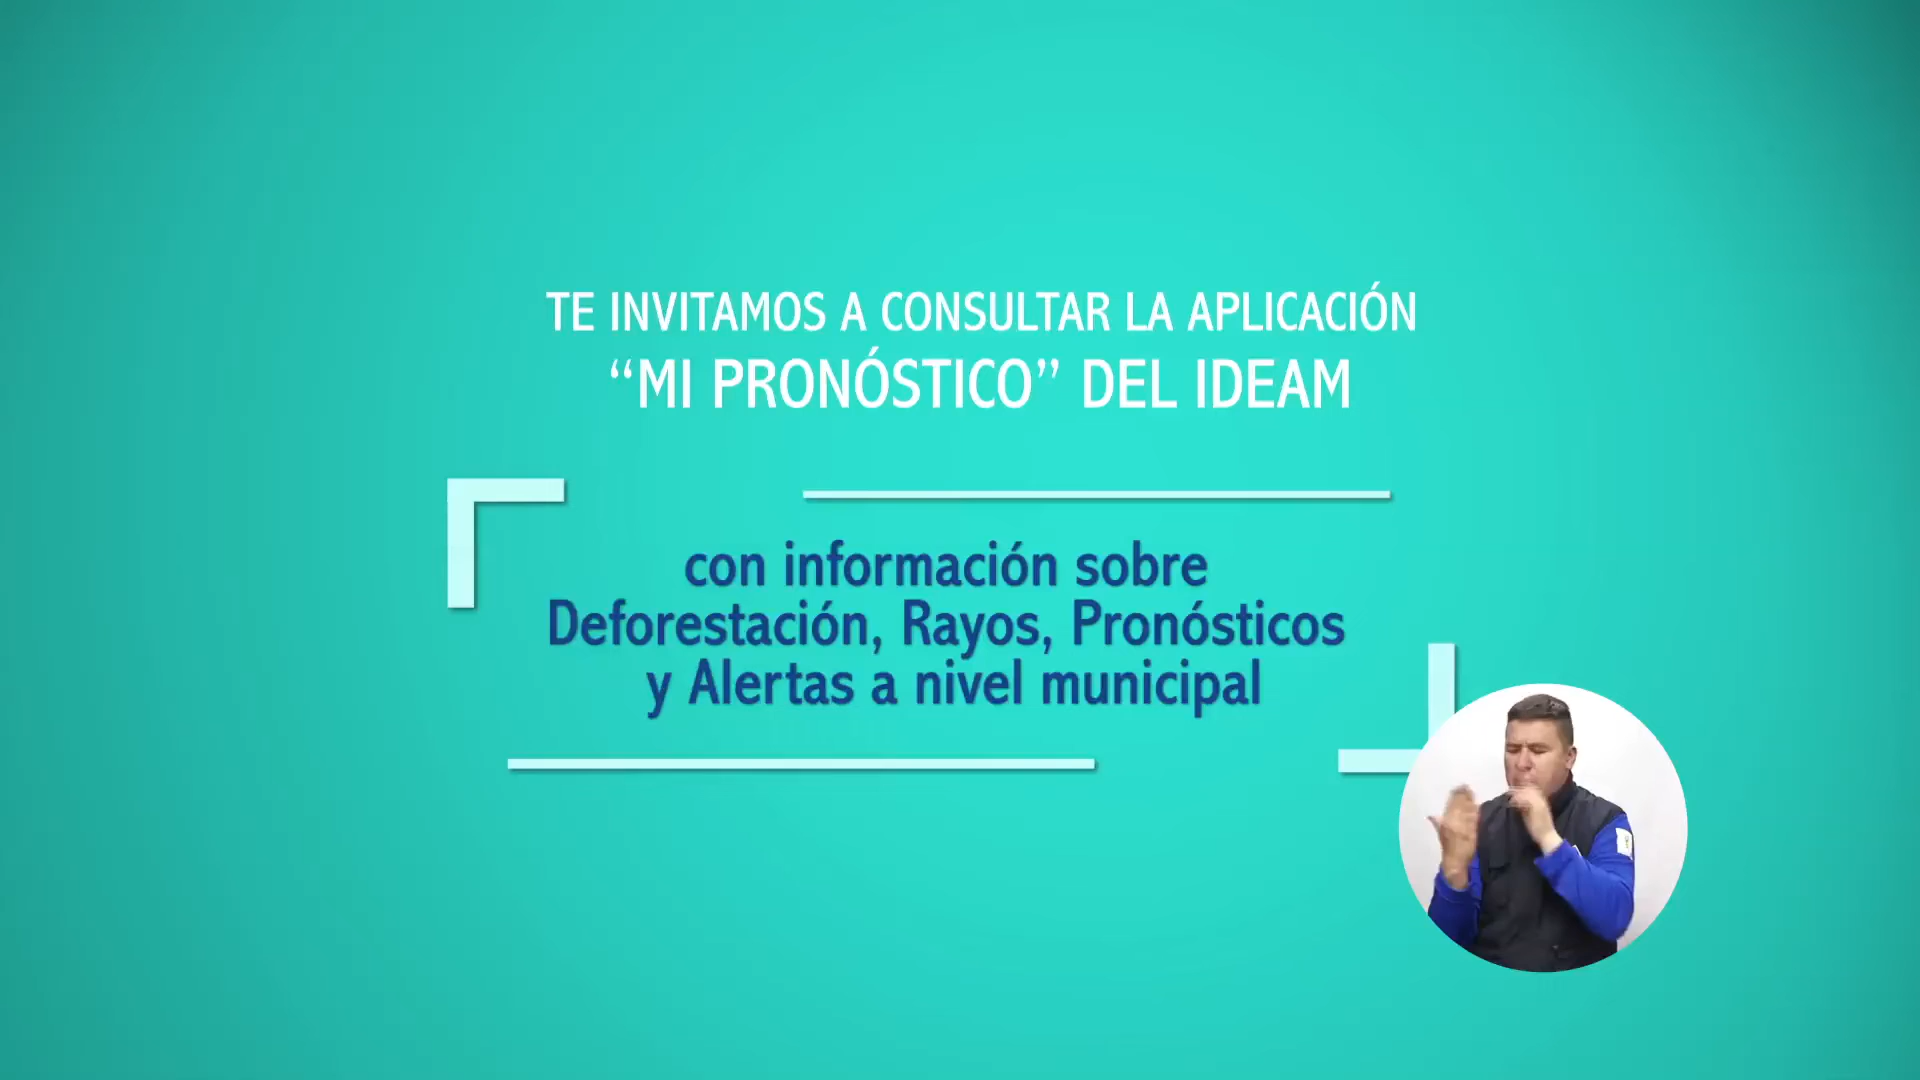 TE INVITAMOS A CONSULTAR LA APLICACIÓN
“MI PRONÓSTICO” DEL IDEAM
con información sobre
Deforestación, Rayos, Pronósticos
y Alertas a nivel municipal